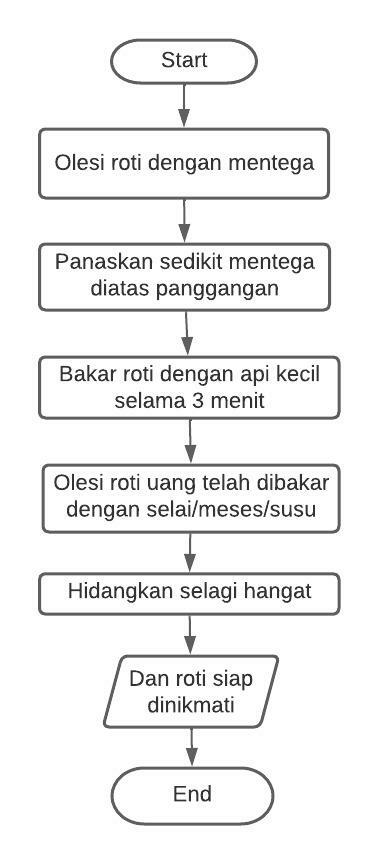 Start
Olesi roti dengan mentega
Panaskan sedikit mentega
diatas panggangan
Bakar roti dengan api kecil
selama 3 menit
Olesi roti uang telah dibakar
dengan selai/meses/susu
Hidangkan selagi hangat
Dan roti siap
dinikmati
End